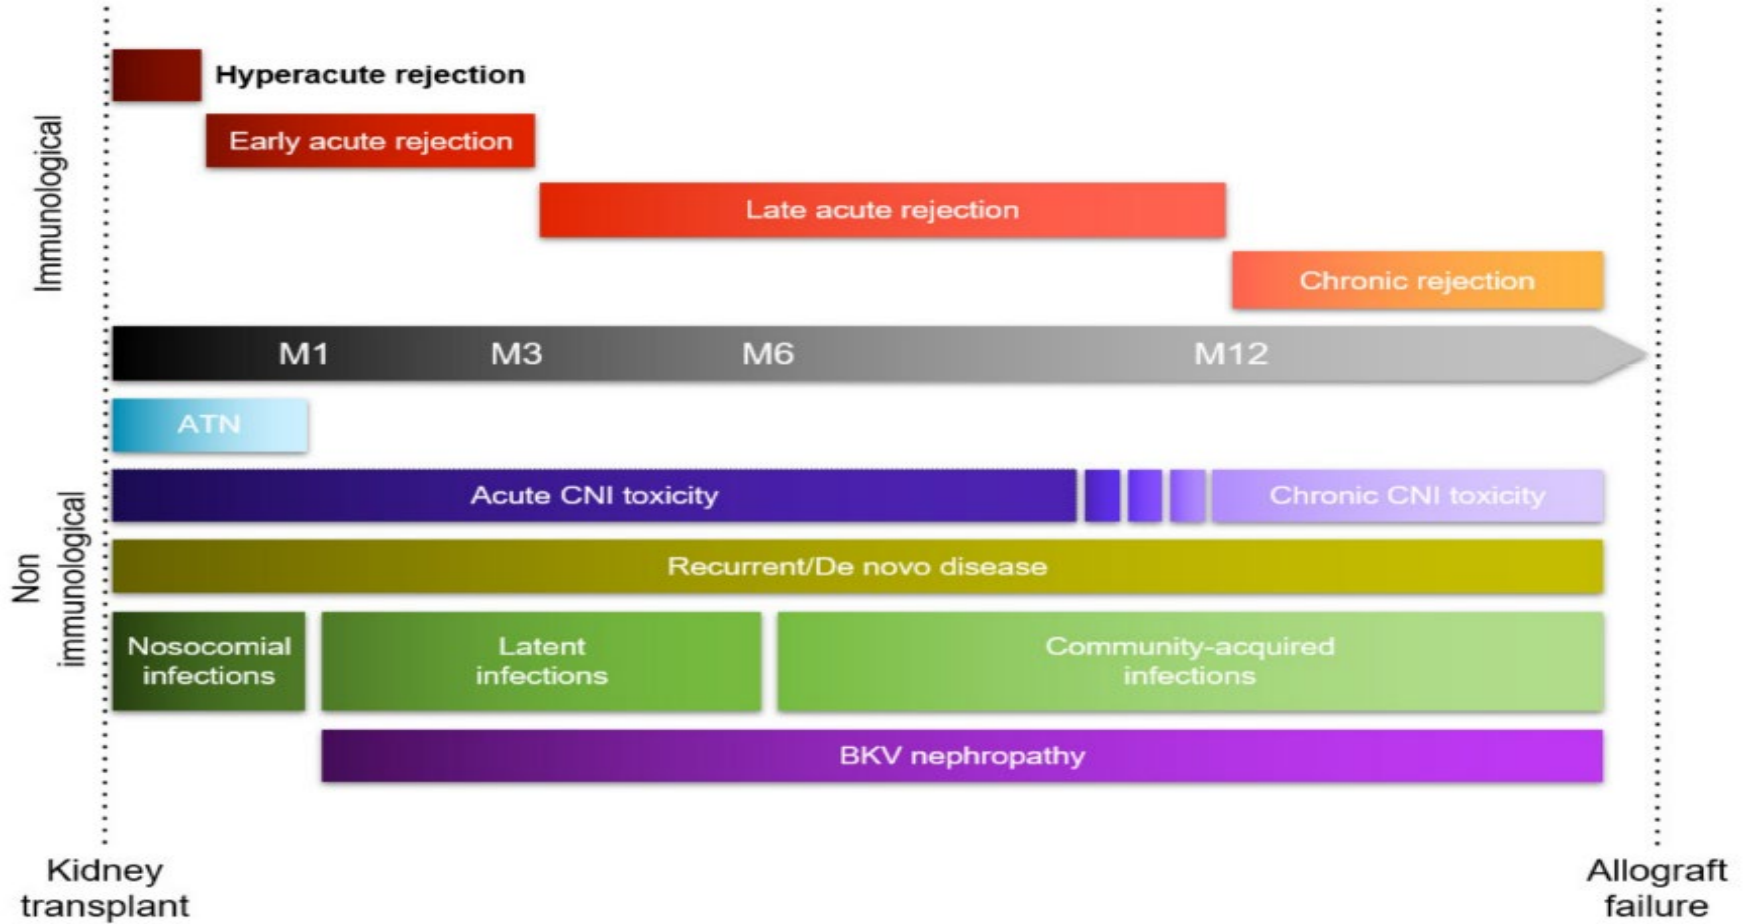 Immunological
Hyperacute rejection
Early acute rejection
Late acute rejection
Chronic rejection
M1 M3 M6 M12
Non
immunological
ATN
Acute CNI toxicity
Chronic CNI toxicity
Recurrent/De novo disease
Nosocomial
infections
Latent
infections
Community-acquired
infections
BKV nephropathy
Kidney
transplant
Allograft
failure